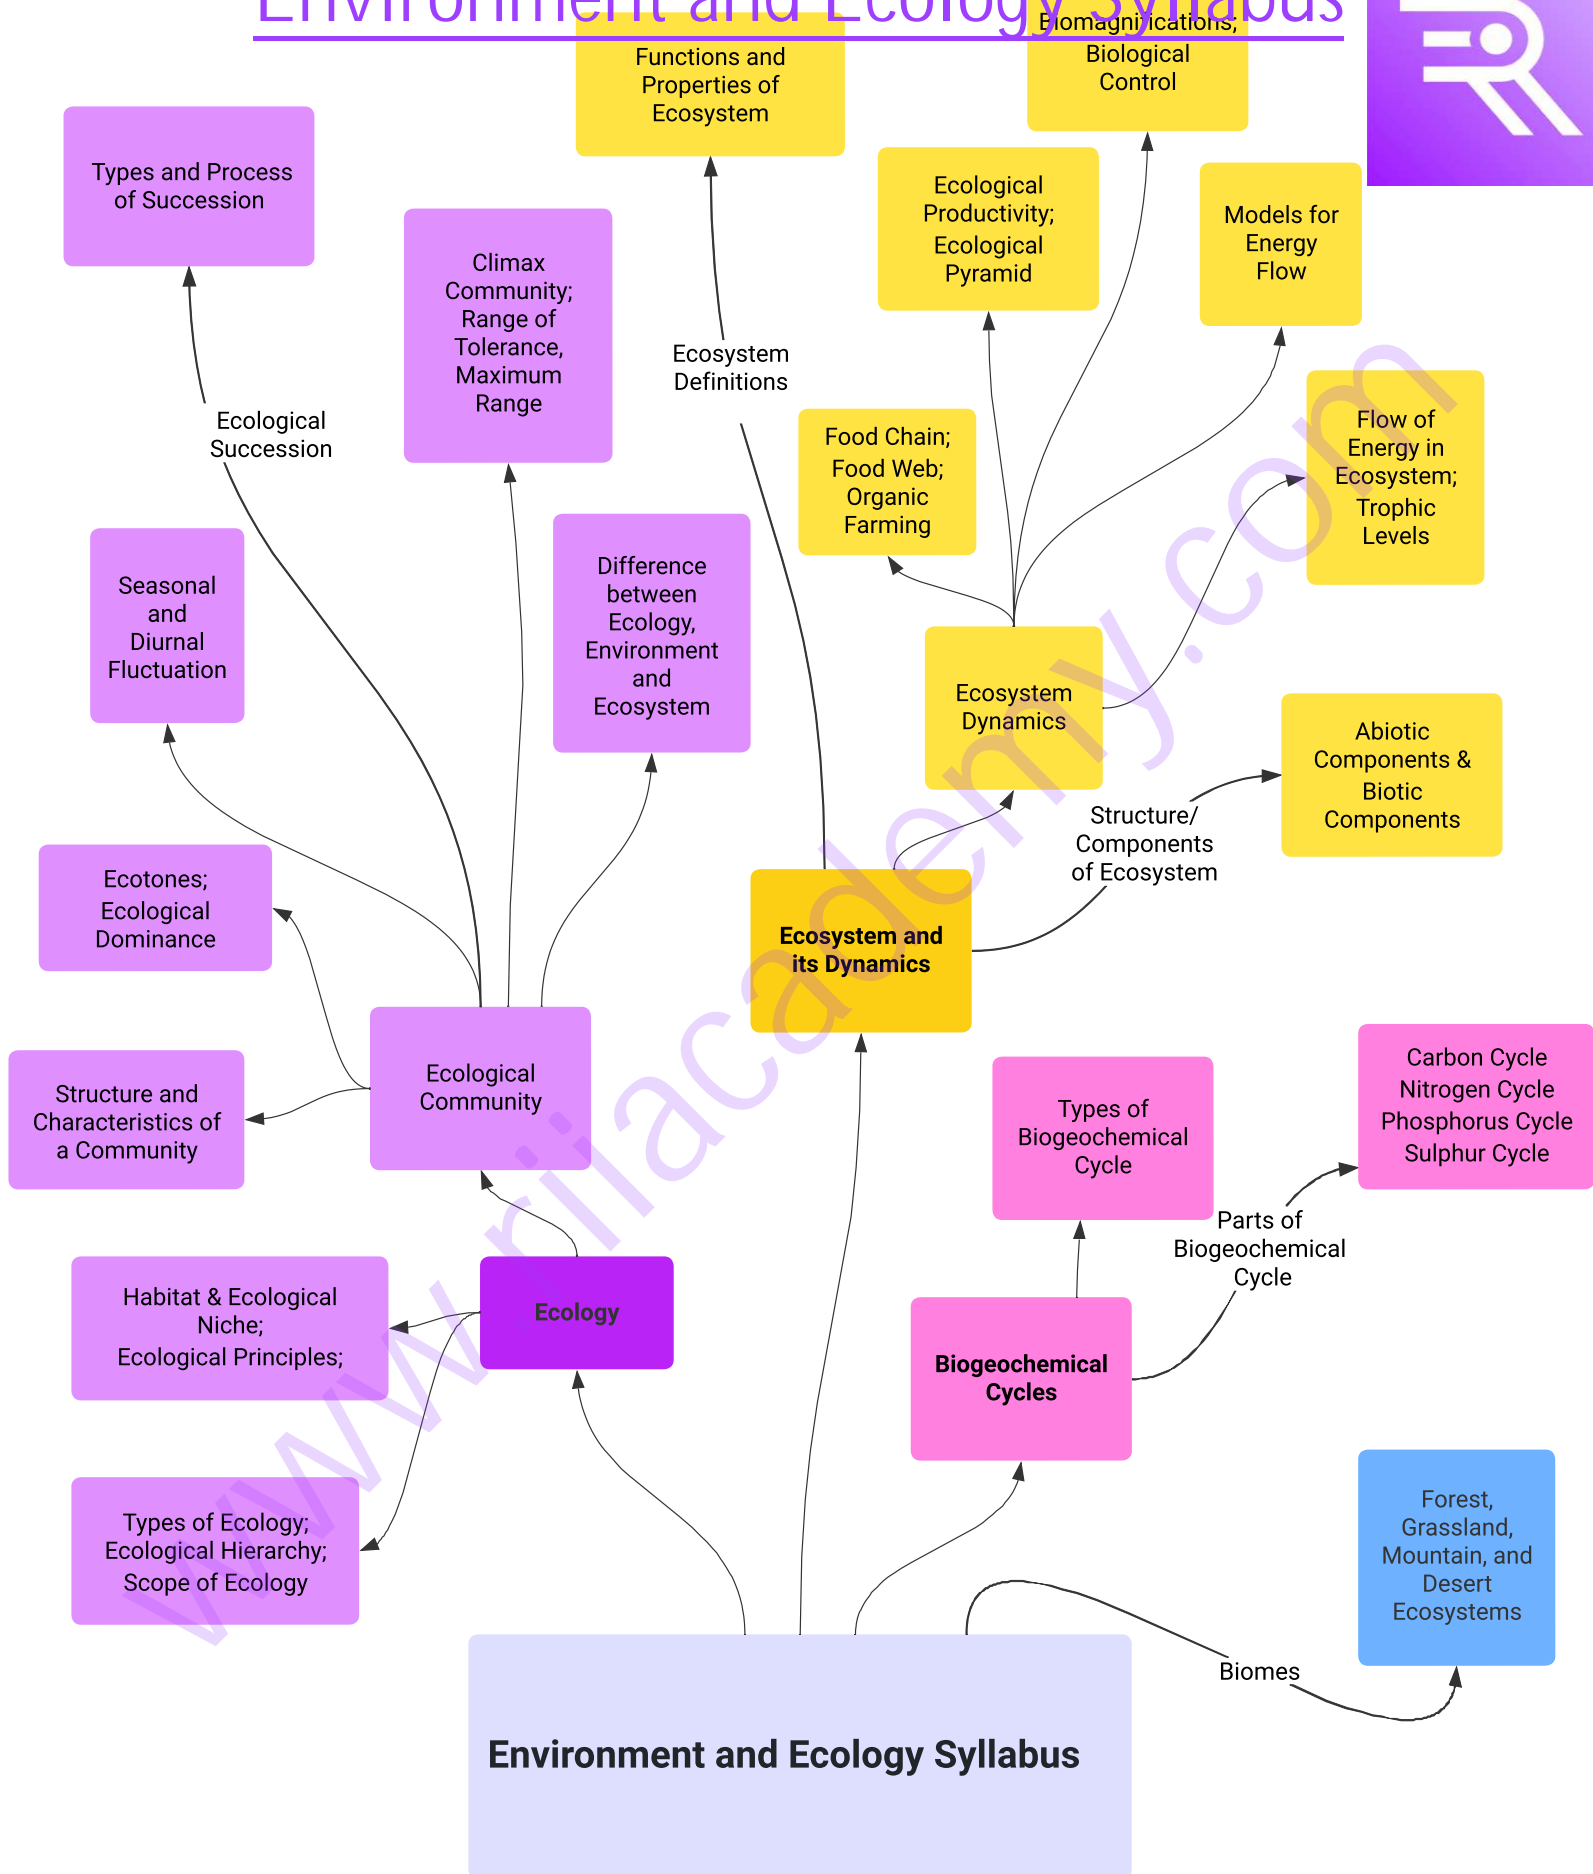 Environment and Ecology Syllabus
Functions and
Properties of
Ecosystem
Biomagnifications;
Biological
Control
Types and Process
of Succession
Ecological
Productivity;
Ecological
Pyramid
Models for
Energy
Flow
Climax
Community;
Range of
Tolerance,
Maximum
Range
Ecosystem
Definitions
Ecological
Succession
Food Chain;
Food Web;
Organic
Farming
Flow of
Energy in
Ecosystem;
Trophic
Levels
Seasonal
and
Diurnal
Fluctuation
Difference
between
Ecology,
Environment
and
Ecosystem
Ecosystem
Dynamics
Abiotic
Components &
Biotic
Components
Structure/
Components
of Ecosystem
Ecotones;
Ecological
Dominance
Ecosystem and
its Dynamics
Structure and
Characteristics of
a Community
Ecological
Community
Types of
Biogeochemical
Cycle
Carbon Cycle
Nitrogen Cycle
Phosphorus Cycle
Sulphur Cycle
Parts of
Biogeochemical
Cycle
Habitat & Ecological
Niche;
Ecological Principles;
Ecology
Biogeochemical
Cycles
Types of Ecology;
Ecological Hierarchy;
Scope of Ecology
Forest,
Grassland,
Mountain, and
Desert
Ecosystems
Biomes
Environment and Ecology Syllabus
www.rjiacademy.com